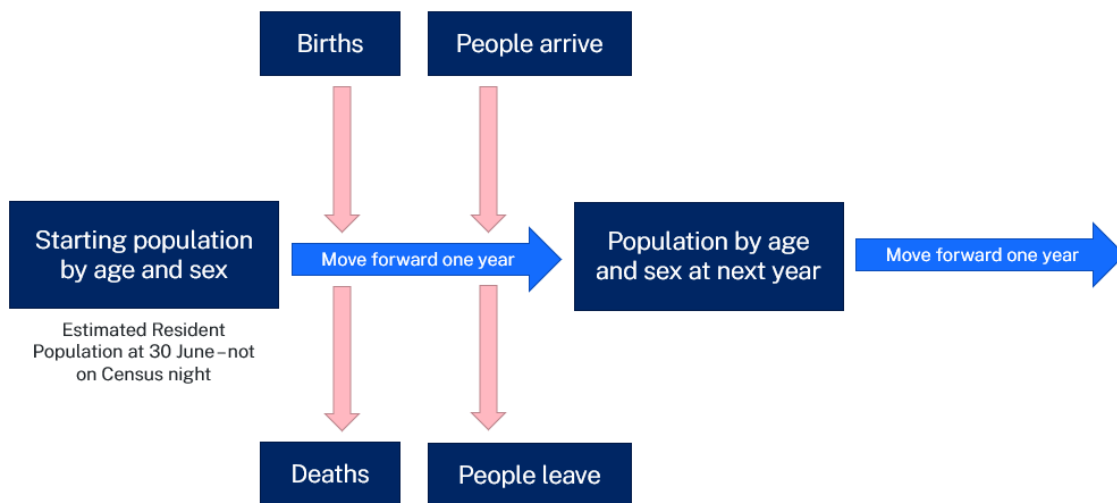 Births
People arrive
Starting population
by age and sex
Move forward one year
Population by age
and sex at next year
Move forward one year
Estimated Resident
Population at 30 June–not
on Census night
Deaths
People leave